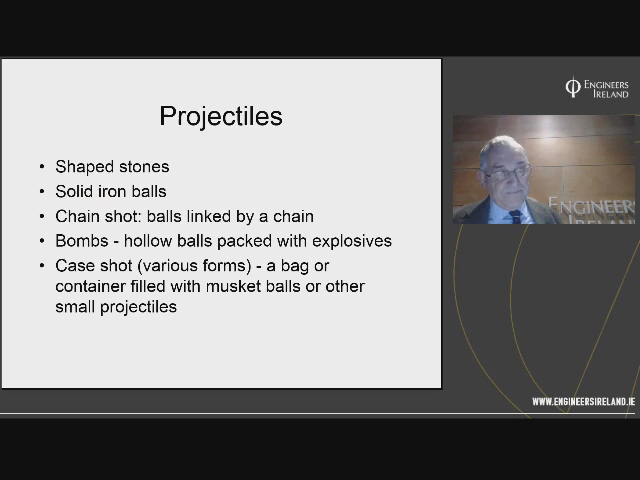 Projectiles
• Shaped stones
• Solid iron balls
• Chain shot: balls linked by a chain
• Bombs - hollow balls packed with explosives
• Case shot (various forms) - a bag or
container filled with musket balls or other
small projectiles
ENGINEERS
IRELAND
ENGINEERS
IRELAND
WWW.ENGINEERSIRELAND.IE